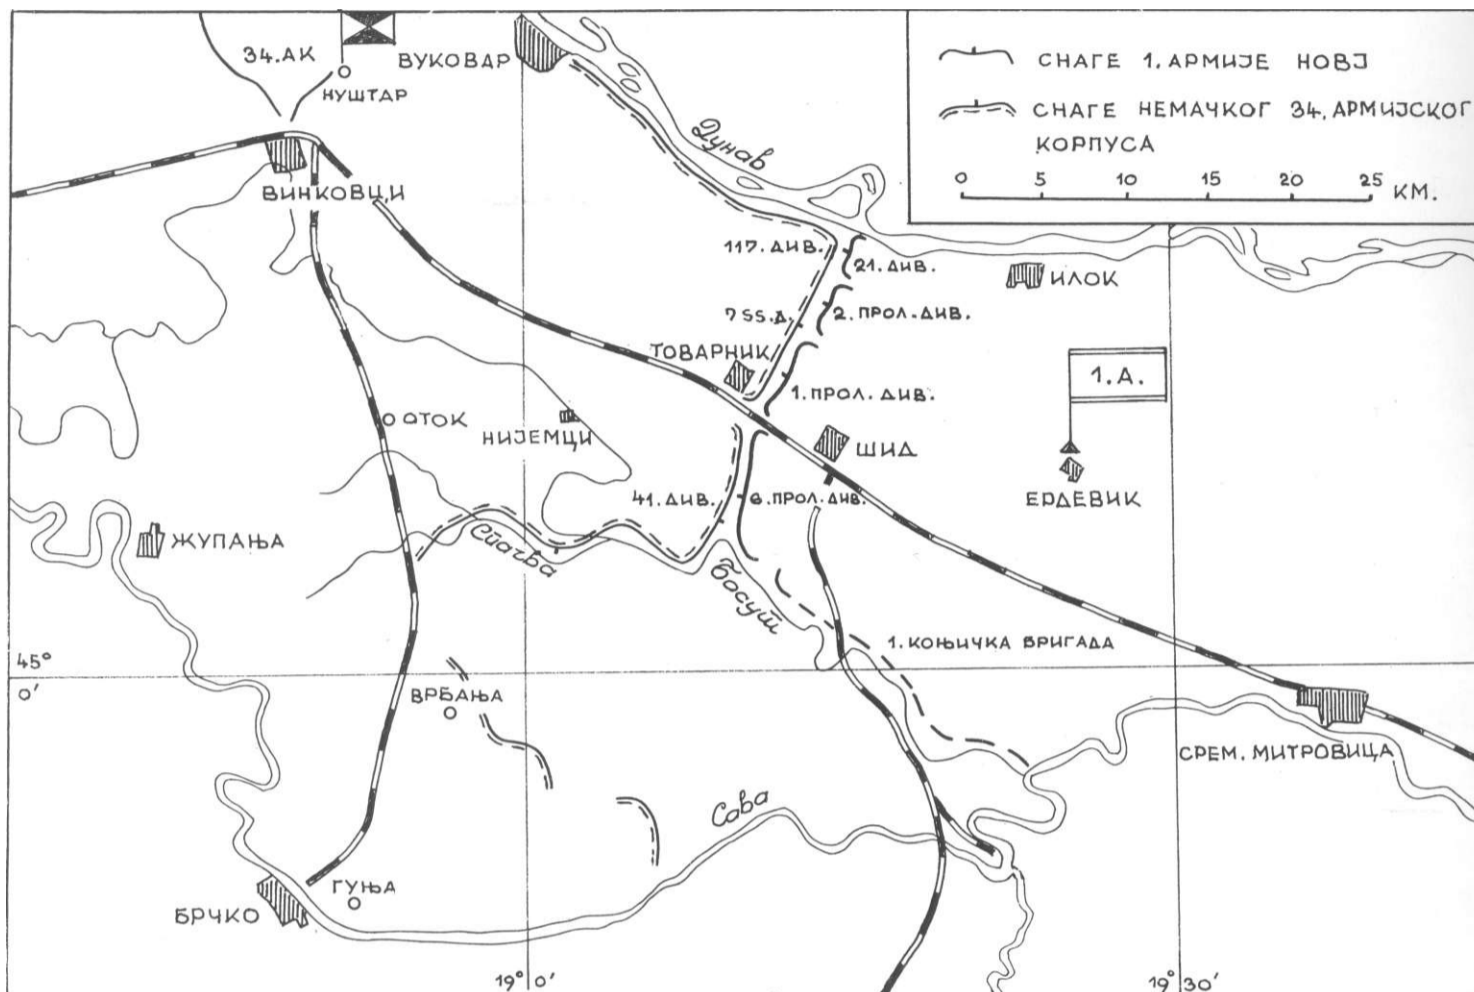 34. АК
ВУКОВАР
НУШТАР
СНАГЕ 1. АРМИЈЕ НОВЈ
СНАГЕ НЕМАЧКОГ 34. АРМИЈСКОГ
КОРПУСА
0 5 10 15 20 25 КМ.
Дунав
ВИНКОВЦИ
117. ДИВ.
21. ДИВ.
ИЛОК
7 SS. Д.
2. ПРОЛ. ДИВ.
ТОВАРНИК
1. ПРОЛ. ДИВ.
1. А.
ОТОК
НИЈЕМЦИ
ШИД
ЕРДЕВИК
41. ДИВ.
6. ПРОЛ. ДИВ.
ЖУПАЊА
Спачва
Босут
1. КОЊИЧКА БРИГАДА
45°
0'
ВРБАЊА
СРЕМ. МИТРОВИЦА
Сава
ГУЊА
БРЧКО
19° 0'
19° 30'